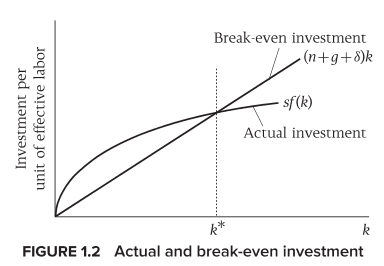 Break-even investment
(n+g+δ)k
sf(k)
Actual investment
Investment per
unit of effective labor
k*
k
FIGURE 1.2 Actual and break-even investment